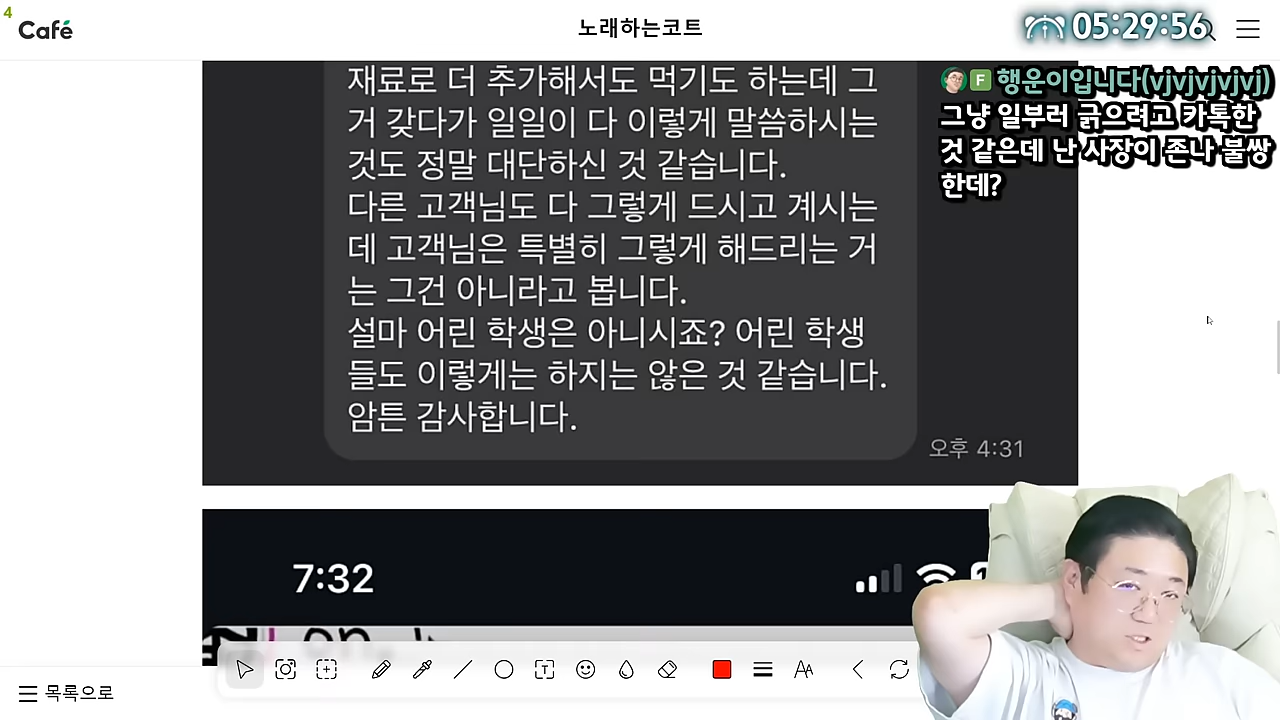 4
Café
노래하는코트
05:29:56
F 행운이입니다(vjvjvjvjvj)
그냥 일부러 긁으려고 카톡한
것 같은데 난 사장이 존나 불쌍
한데?
재료로 더 추가해서도 먹기도 하는데 그
거 갖다가 일일이 다 이렇게 말씀하시는
것도 정말 대단하신 것 같습니다.
다른 고객님도 다 그렇게 드시고 계시는
데 고객님은 특별히 그렇게 해드리는 거
는 그건 아니라고 봅니다.
설마 어린 학생은 아니시죠? 어린 학생
들도 이렇게는 하지는 않은 것 같습니다.
암튼 감사합니다.
오후 4:31
7:32
목록으로